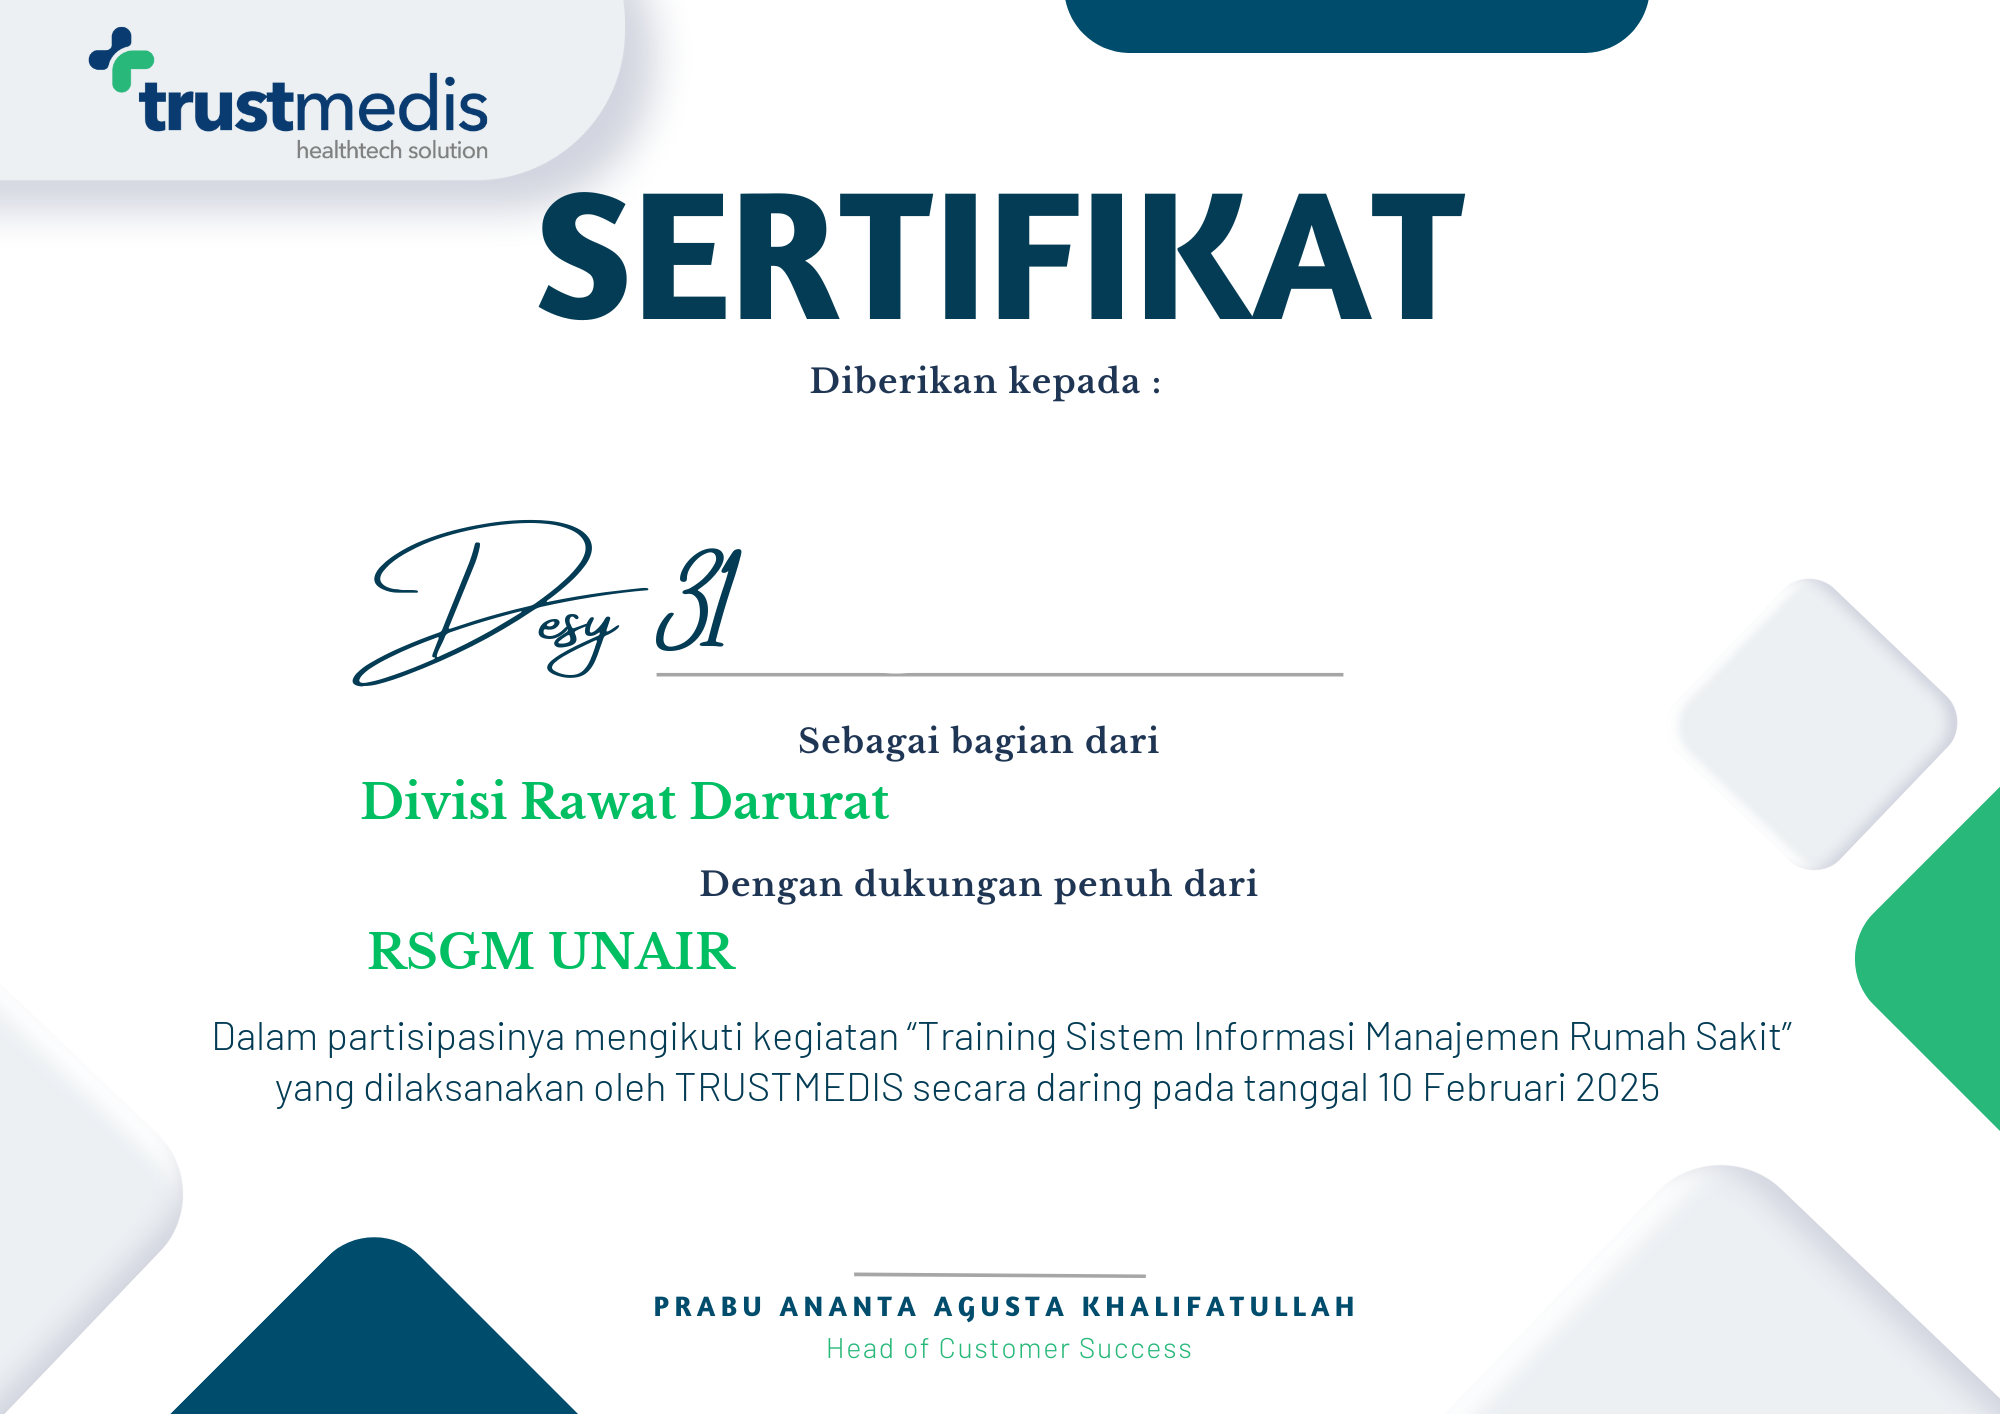 trustmedis
healthtech solution
SERTIFIKAT
Diberikan kepada :
Desy 31
Sebagai bagian dari
Divisi Rawat Darurat
Dengan dukungan penuh dari
RSGM UNAIR
Dalam partisipasinya mengikuti kegiatan “Training Sistem Informasi Manajemen Rumah Sakit”
yang dilaksanakan oleh TRUSTMEDIS secara daring pada tanggal 10 Februari 2025
PRABU ANANTA AGUSTA KHALIFATULLAH
Head of Customer Success